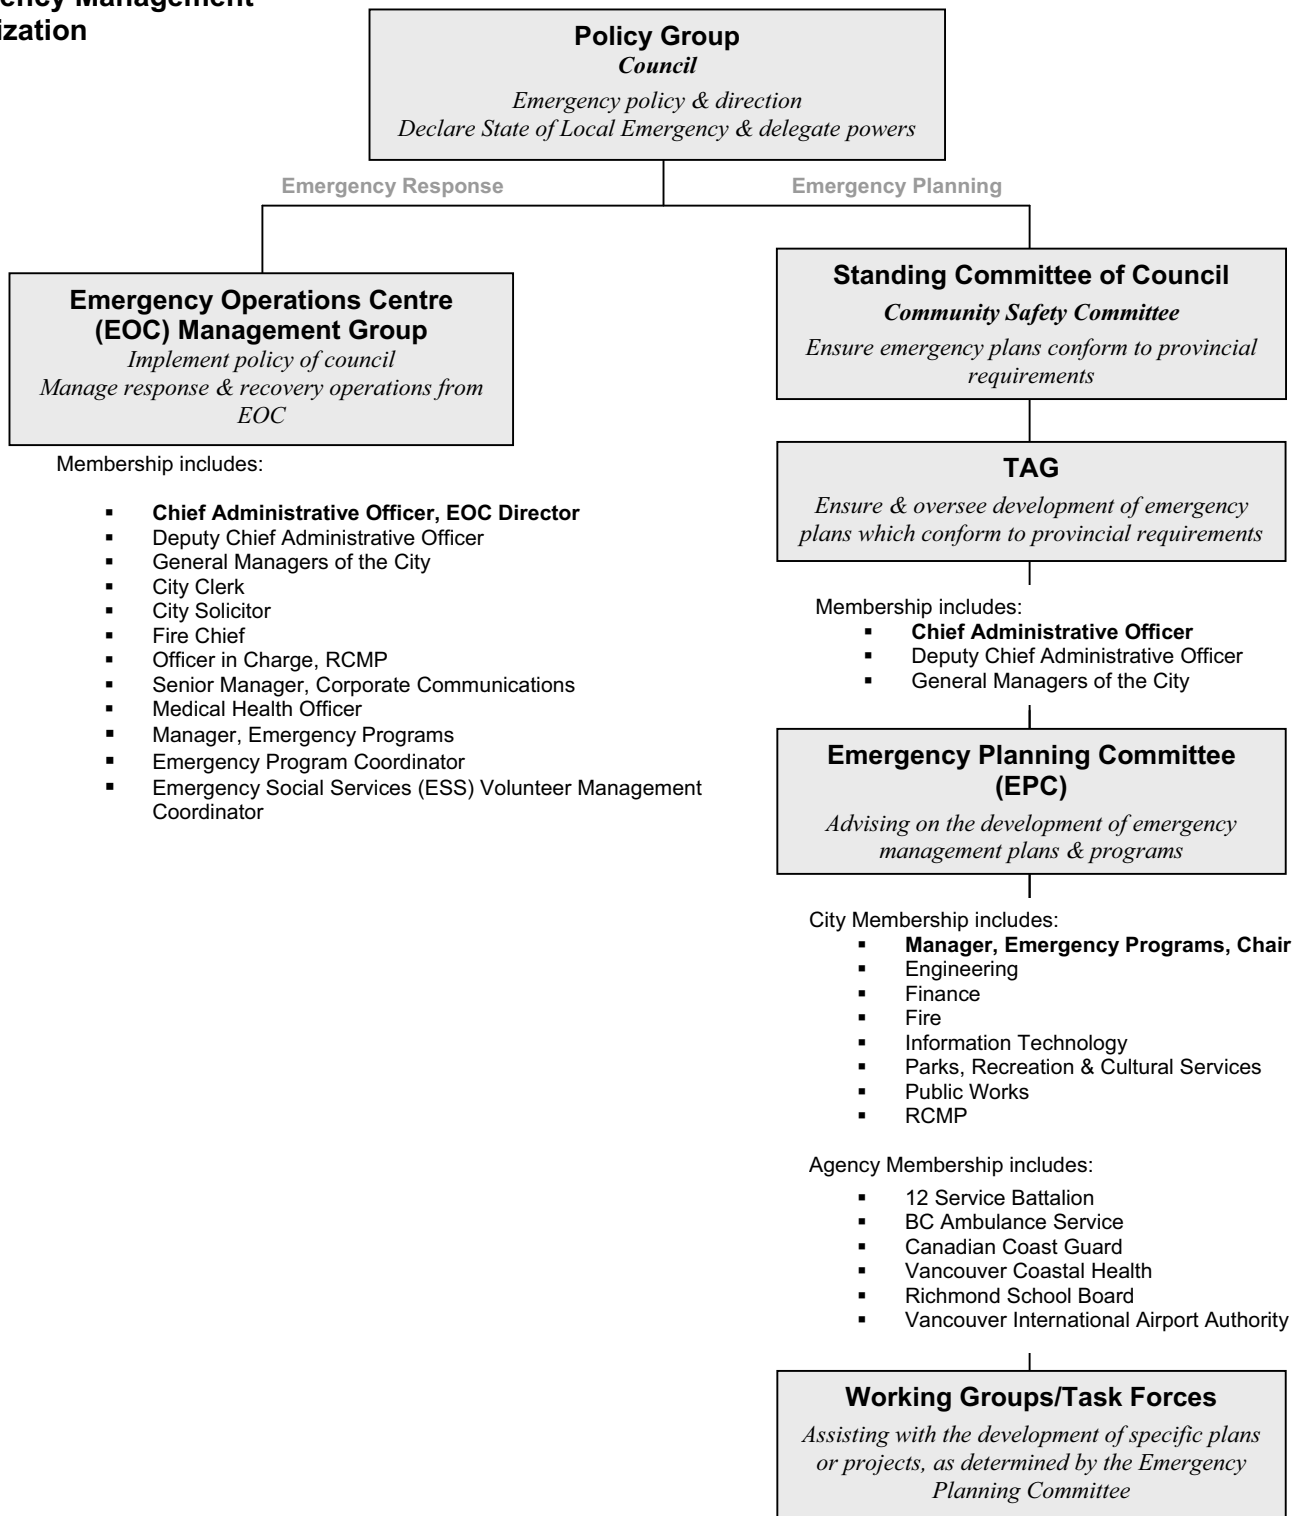 Management
ization
Policy Group
Council
Emergency policy & direction
Declare State of Local Emergency & delegate powers
Emergency Response
Emergency Planning
Emergency Operations Centre
(EOC) Management Group
Implement policy of council
Manage response & recovery operations from
EOC
Membership includes:
▪ Chief Administrative Officer, EOC Director
▪ Deputy Chief Administrative Officer
▪ General Managers of the City
▪ City Clerk
▪ City Solicitor
▪ Fire Chief
▪ Officer in Charge, RCMP
▪ Senior Manager, Corporate Communications
▪ Medical Health Officer
▪ Manager, Emergency Programs
▪ Emergency Program Coordinator
▪ Emergency Social Services (ESS) Volunteer Management
Coordinator
Standing Committee of Council
Community Safety Committee
Ensure emergency plans conform to provincial
requirements
TAG
Ensure & oversee development of emergency
plans which conform to provincial requirements
Membership includes:
▪ Chief Administrative Officer
▪ Deputy Chief Administrative Officer
▪ General Managers of the City
Emergency Planning Committee
(EPC)
Advising on the development of emergency
management plans & programs
City Membership includes:
▪ Manager, Emergency Programs, Chair
▪ Engineering
▪ Finance
▪ Fire
▪ Information Technology
▪ Parks, Recreation & Cultural Services
▪ Public Works
▪ RCMP
Agency Membership includes:
▪ 12 Service Battalion
▪ BC Ambulance Service
▪ Canadian Coast Guard
▪ Vancouver Coastal Health
▪ Richmond School Board
▪ Vancouver International Airport Authority
Working Groups/Task Forces
Assisting with the development of specific plans
or projects, as determined by the Emergency
Planning Committee